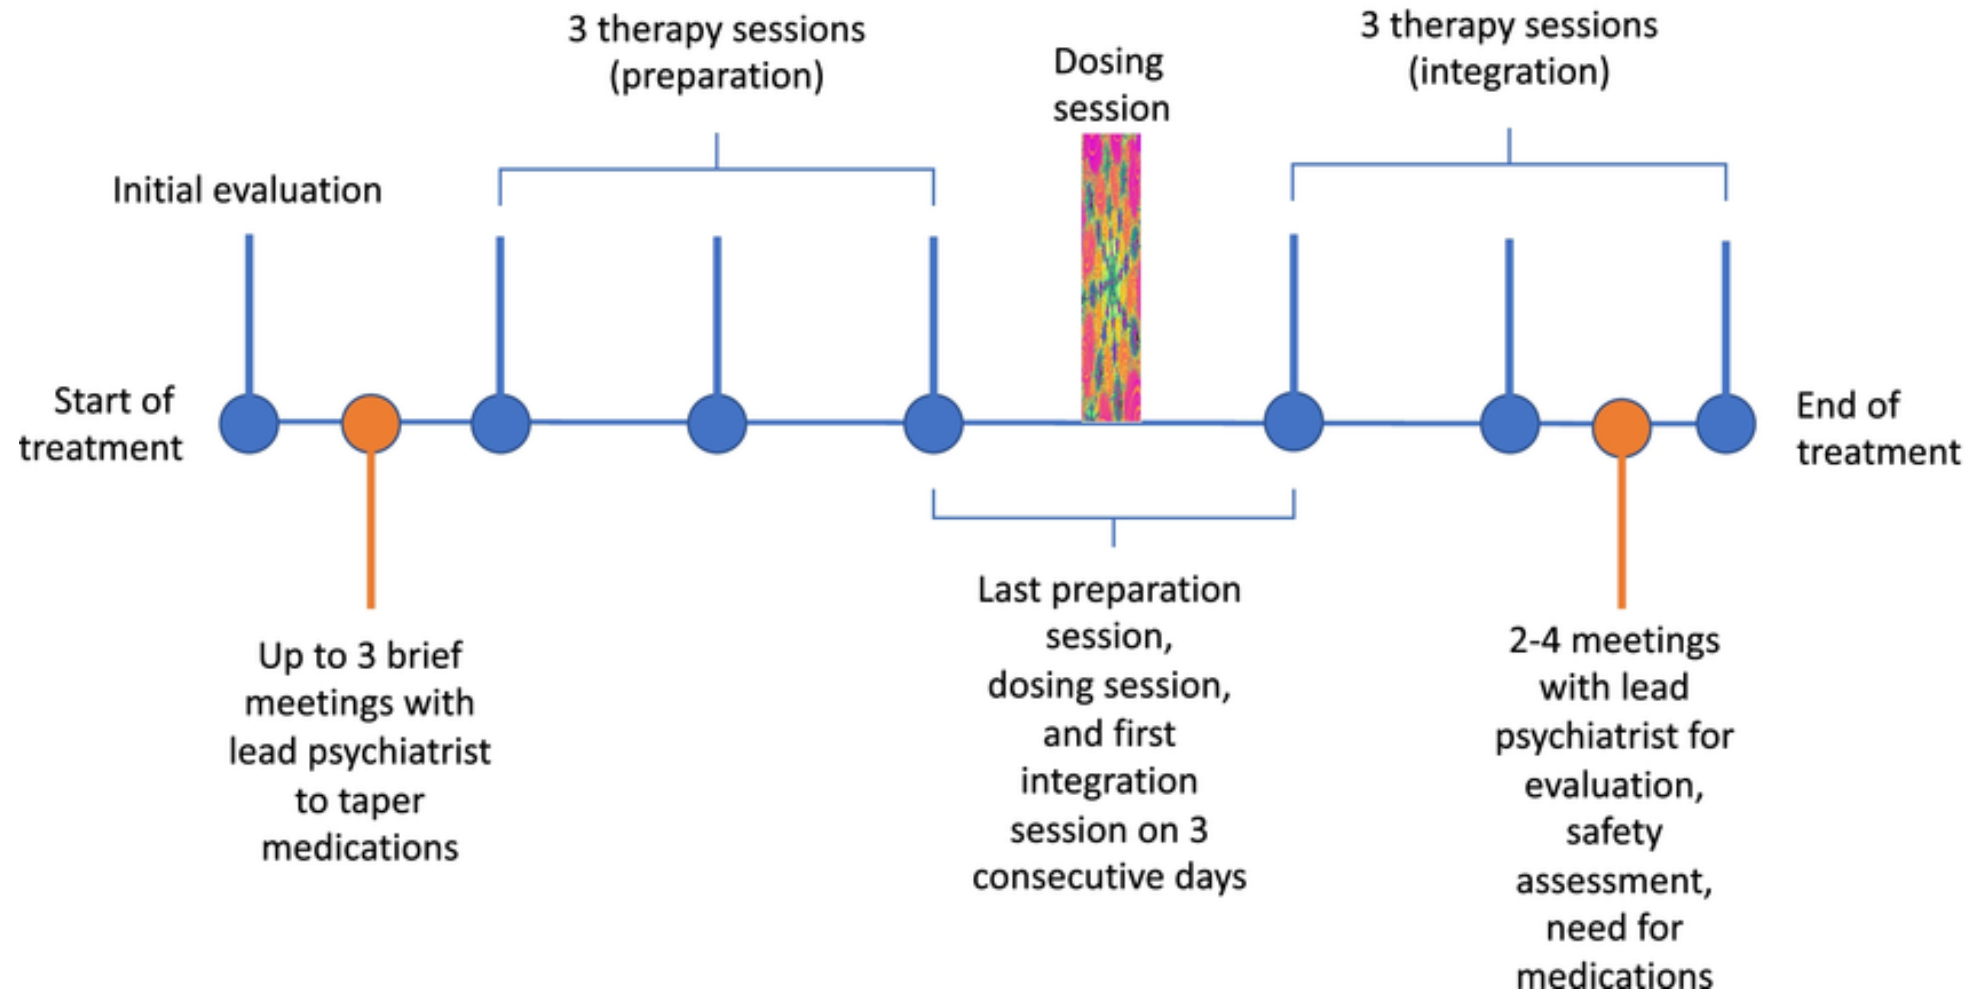 3 therapy sessions
(preparation)
Dosing
session
3 therapy sessions
(integration)
Initial evaluation
Start of
treatment
End of
treatment
Up to 3 brief
meetings with
lead psychiatrist
to taper
medications
Last preparation
session,
dosing session,
and first
integration
session on 3
consecutive days
2-4 meetings
with lead
psychiatrist for
evaluation,
safety
assessment,
need for
medications